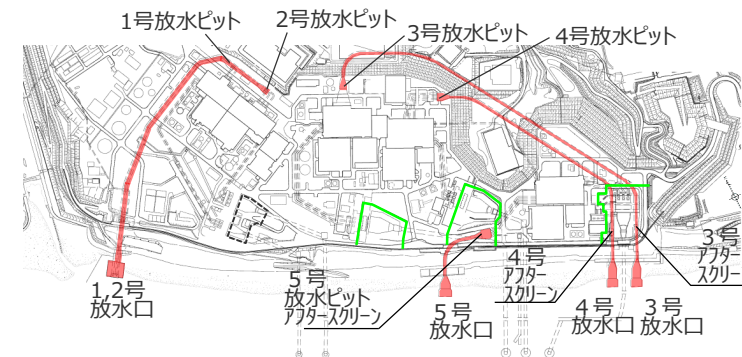 1号放水ピット
2号放水ピット
3号放水ピット
4号放水ピット
1,2号
放水口
5号
放水ピット
アフタースクリーン
5号
放水口
4号
アフター
スクリーン
4号
放水口
3号
放水口
3号
アフター
スクリ